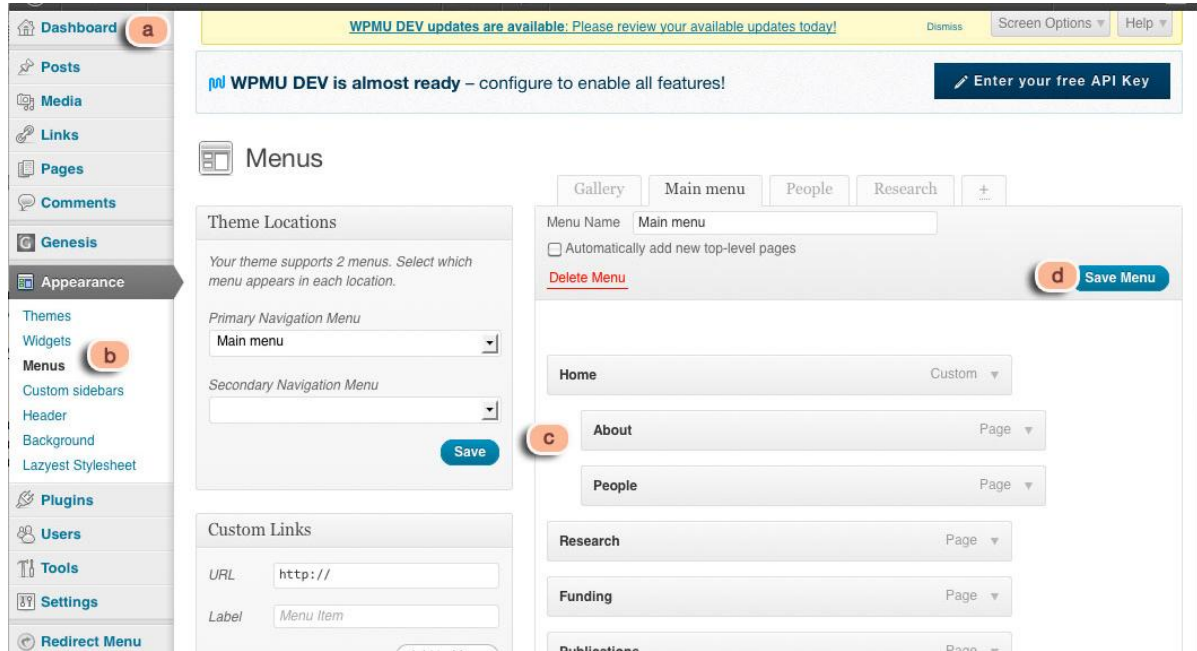 Dashboard
a
Posts
Media
Links
Pages
Comments
Genesis
Appearance
Themes
Widgets
Menus
b
Custom sidebars
Header
Background
Lazyest Stylesheet
Plugins
Users
Tools
Settings
Redirect Menu
WPMU DEV updates are available: Please review your available updates today!
Dismiss
Screen Options
Help
WPMU DEV is almost ready – configure to enable all features!
Enter your free API Key
Menus
Theme Locations
Your theme supports 2 menus. Select which
menu appears in each location.
Primary Navigation Menu
Main menu
Secondary Navigation Menu
Save
Custom Links
URL http://
Label Menu Item
Gallery Main menu People Research +
Menu Name Main menu
Automatically add new top-level pages
Delete Menu
d
Save Menu
Home Custom
c
About Page
People Page
Research Page
Funding Page
Publications Page